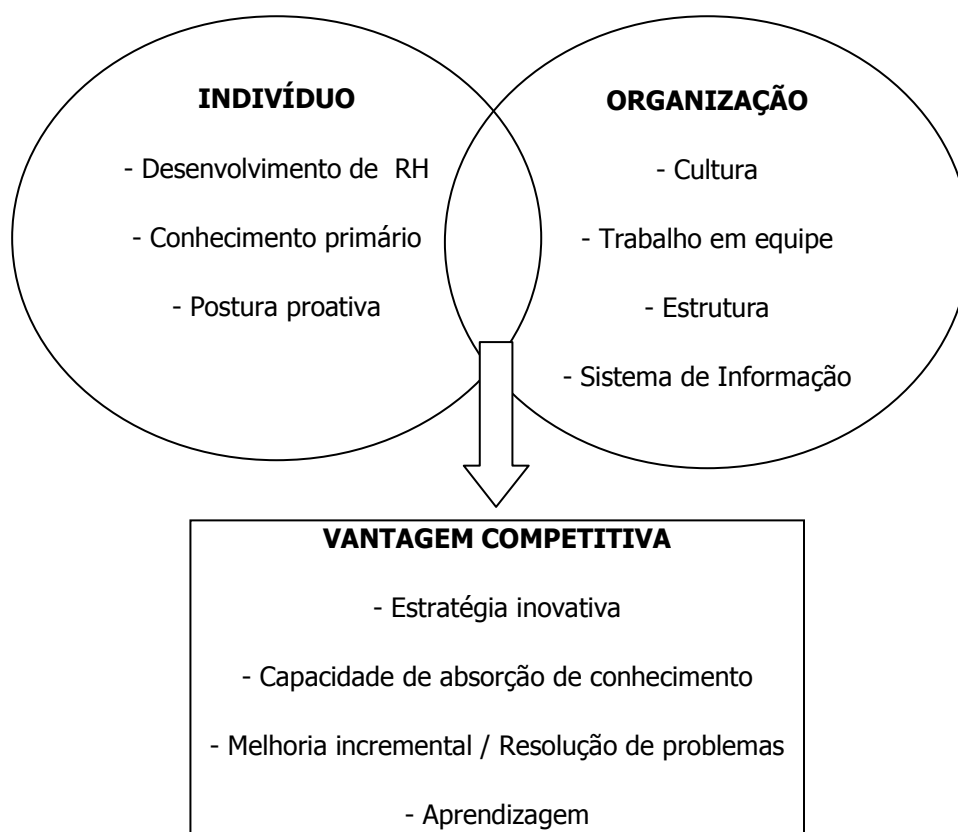 INDIVÍDUO
- Desenvolvimento de RH
- Conhecimento primário
- Postura proativa
ORGANIZAÇÃO
- Cultura
- Trabalho em equipe
- Estrutura
- Sistema de Informação
VANTAGEM COMPETITIVA
- Estratégia inovativa
- Capacidade de absorção de conhecimento
- Melhoria incremental / Resolução de problemas
- Aprendizagem